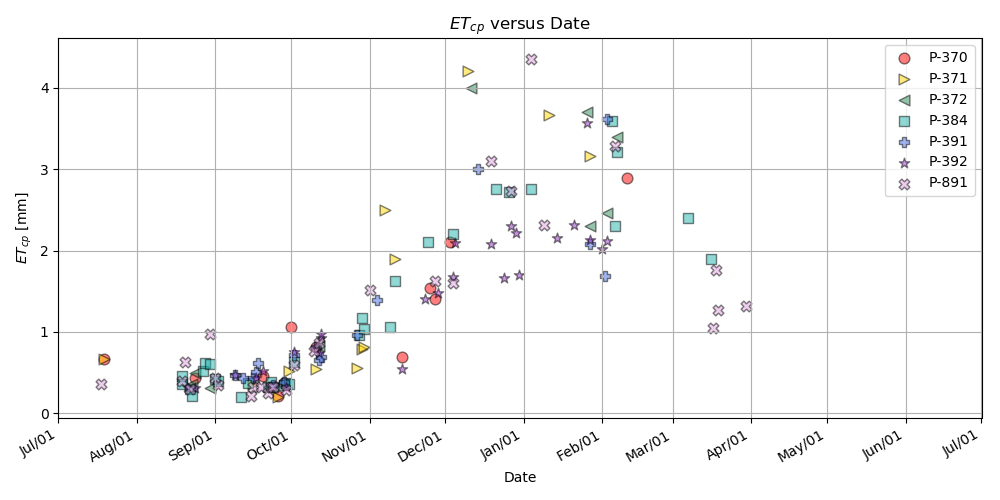 ET_cp versus Date
ET_cp [mm]
4
3
2
1
0
P-370
P-371
P-372
P-384
P-391
P-392
P-891
Jul/01 Aug/01 Sep/01 Oct/01 Nov/01 Dec/01 Jan/01 Feb/01 Mar/01 Apr/01 May/01 Jun/01 Jul/01
Date